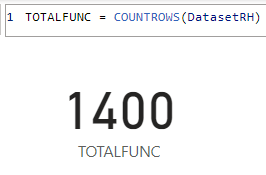 1 TOTALFUNC = COUNTROWS(DatasetRH)
1400
TOTALFUNC